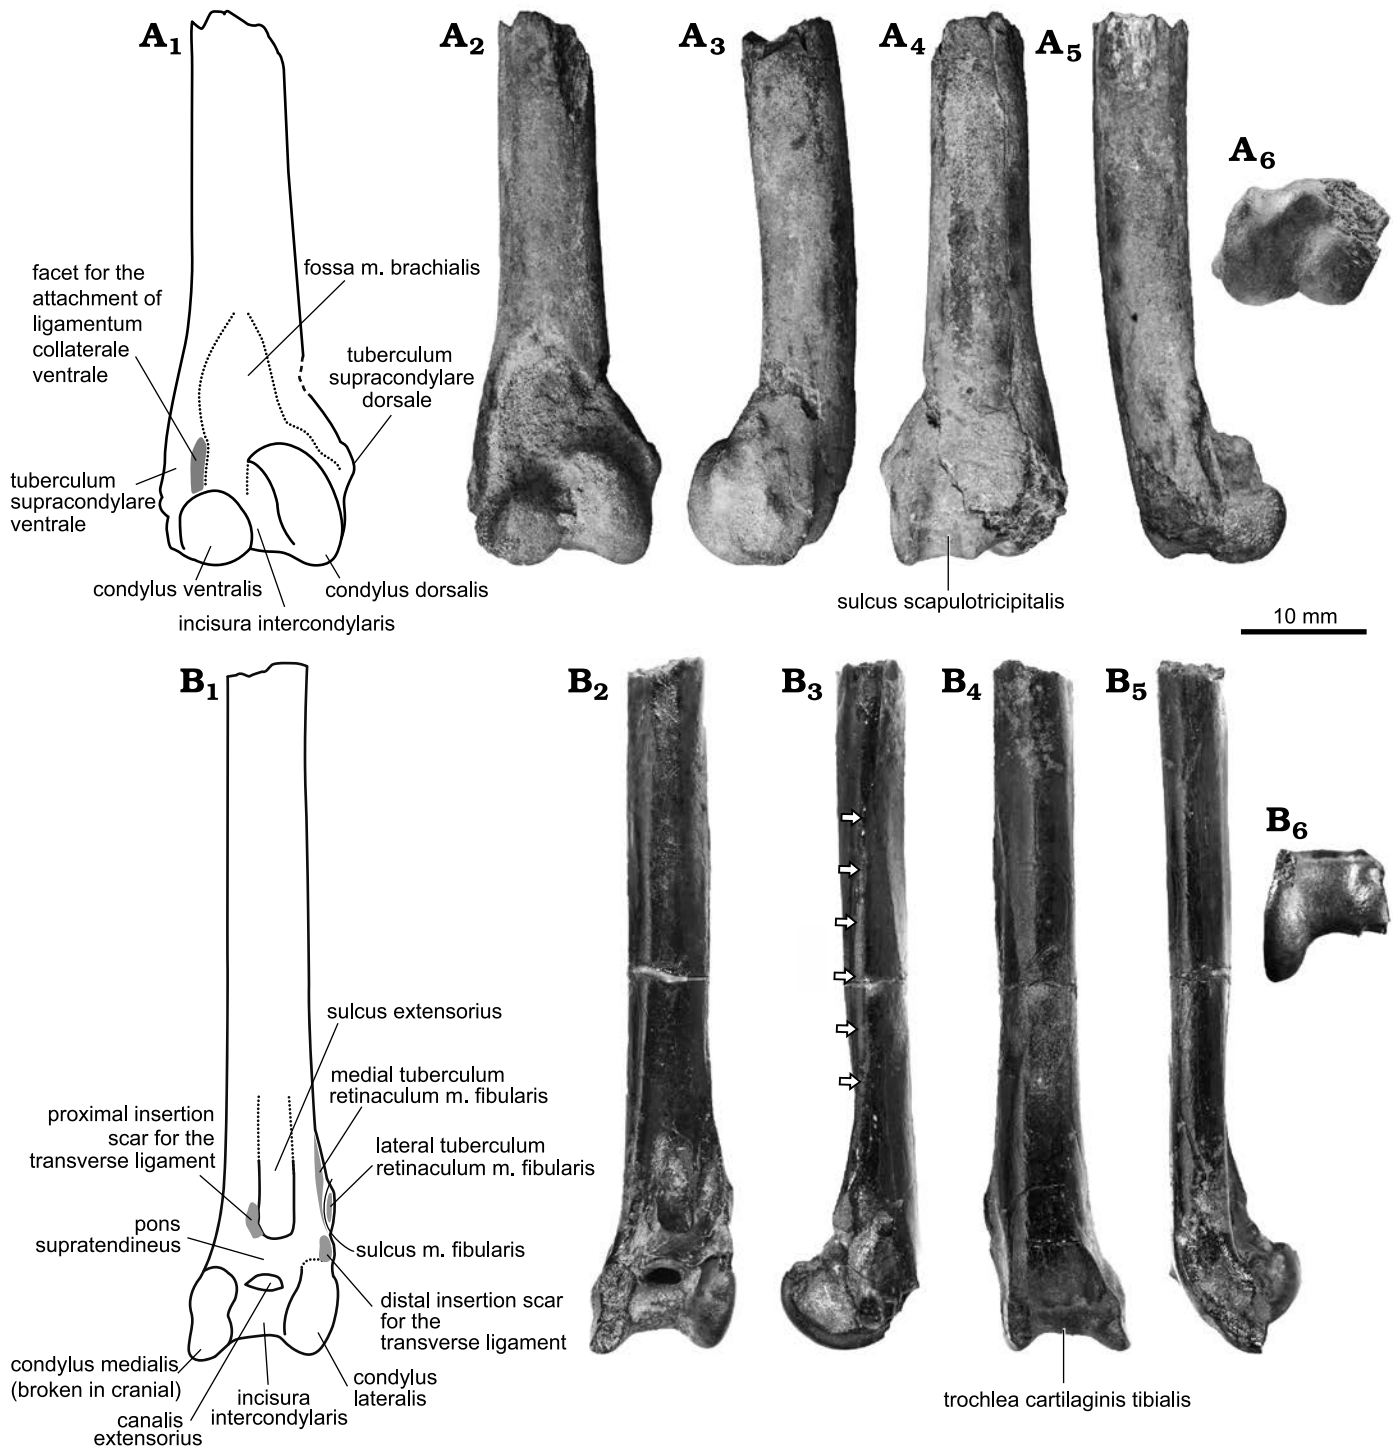 A1
A2
A3
A4
A5
A6
facet for the
attachment of
ligamentum
collaterale
ventrale
fossa m. brachialis
tuberculum
supracondylare
dorsale
tuberculum
supracondylare
ventrale
condylus ventralis
condylus dorsalis
incisura intercondylaris
sulcus scapulotricipitalis
10 mm
B1
B2
B3
B4
B5
B6
sulcus extensorius
medial tuberculum
retinaculum m. fibularis
proximal insertion
scar for the
transverse ligament
lateral tuberculum
retinaculum m. fibularis
pons
supratendineus
sulcus m. fibularis
distal insertion scar
for the
transverse ligament
condylus medialis
(broken in cranial)
canalis
extensorius
incisura
intercondylaris
condylus
lateralis
trochlea cartilaginis tibialis